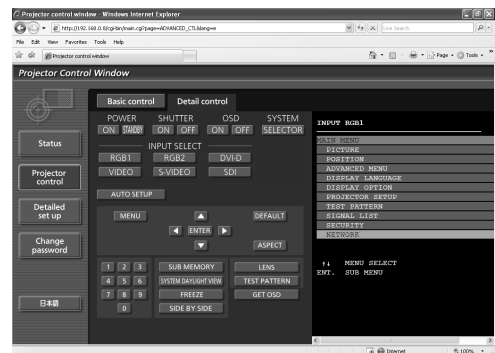 Projector control window - Windows Internet Explorer
http://192.168.0.8/cgi-bin/main.cgi?page=ADVANCED_CTL&lang=e
Live Search
File Edit View Favorites Tools Help
Projector control window
Page Tools
Projector Control Window
Basic control Detail control
POWER SHUTTER OSD SYSTEM
ON STANDBY ON OFF ON OFF SELECTOR
INPUT SELECT
RGB1 RGB2 DVI-D
VIDEO S-VIDEO SDI
AUTO SETUP
MENU DEFAULT
ENTER
ASPECT
1 2 3 SUB MEMORY LENS
4 5 6 SYSTEM DAYLIGHT VIEW TEST PATTERN
7 8 9 FREEZE GET OSD
0 SIDE BY SIDE
Status
Projector
control
Detailed
set up
Change
password
日本語
INPUT RGB1
MAIN MENU
PICTURE
POSITION
ADVANCED MENU
DISPLAY LANGUAGE
DISPLAY OPTION
PROJECTOR SETUP
TEST PATTERN
SIGNAL LIST
SECURITY
NETWORK
↑↓ MENU SELECT
ENT. SUB MENU
Internet 100%